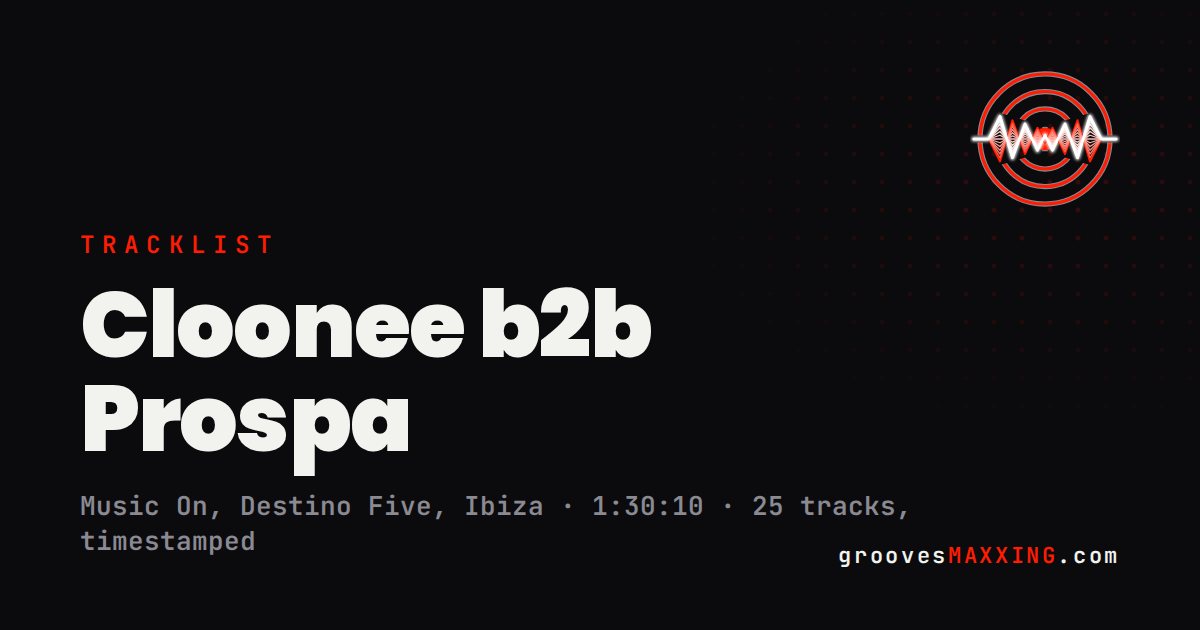 TRACKLIST
Cloonee b2b
Prospa
Music On, Destino Five, Ibiza · 1:30:10 · 25 tracks,
timestamped
groovesMAXXING.com